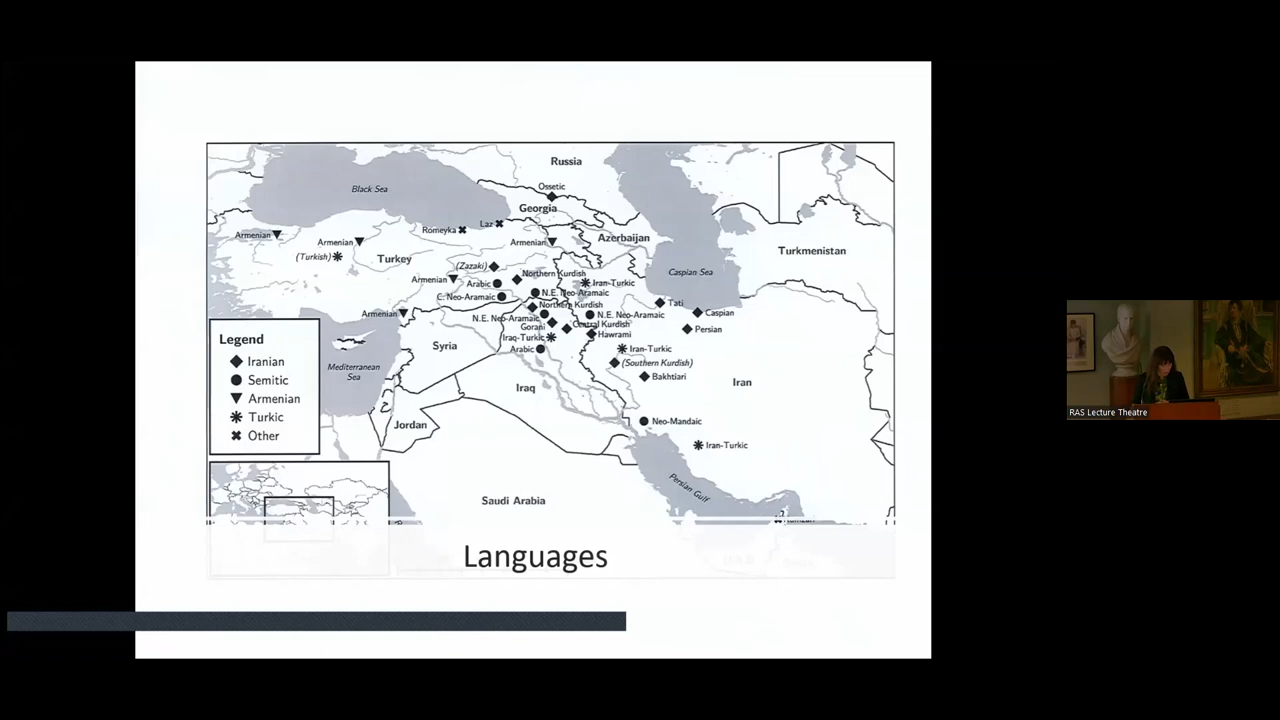 Russia
Black Sea
Ossetic
Georgia
Laz
Romeyka
Armenian
Armenian
Armenian
Azerbaijan
Turkmenistan
(Turkish)
Turkey
(Zazaki)
Caspian Sea
Northern Kurdish
Armenian
Arabic
Iran-Turkic
N.E. Neo-Aramaic
C. Neo-Aramaic
Tati
Northern Kurdish
Armenian
N.E. Neo-Aramaic
N.E. Neo-Aramaic
Caspian
Central Kurdish
Gorani
Persian
Hawrami
Iraq-Turkic
Legend
Syria
Arabic
Iran-Turkic
Iranian
(Southern Kurdish)
Mediterranean
Sea
Semitic
Bakhtiari
Iran
Iraq
Armenian
Turkic
Neo-Mandaic
Jordan
Other
Iran-Turkic
Persian Gulf
Saudi Arabia
Languages
RAS Lecture Theatre